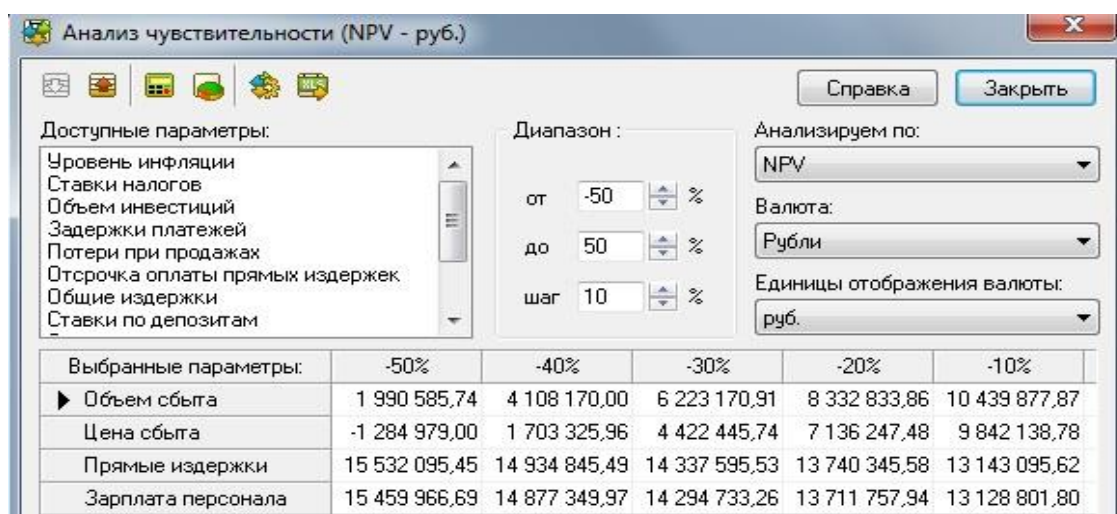 Анализ чувствительности (NPV - руб.)
Справка
Закрыть
Доступные параметры:
Уровень инфляции
Ставки налогов
Объем инвестиций
Задержки платежей
Потери при продажах
Отсрочка оплаты прямых издержек
Общие издержки
Ставки по депозитам
Диапазон :
от -50 %
до 50 %
шаг 10 %
Анализируем по:
NPV
Валюта:
Рубли
Единицы отображения валюты:
руб.
Выбранные параметры: -50% -40% -30% -20% -10%
Объем сбыта 1 990 585,74 4 108 170,00 6 223 170,91 8 332 833,86 10 439 877,87
Цена сбыта -1 284 979,00 1 703 325,96 4 422 445,74 7 136 247,48 9 842 138,78
Прямые издержки 15 532 095,45 14 934 845,49 14 337 595,53 13 740 345,58 13 143 095,62
Зарплата персонала 15 459 966,69 14 877 349,97 14 294 733,26 13 711 757,94 13 128 801,80